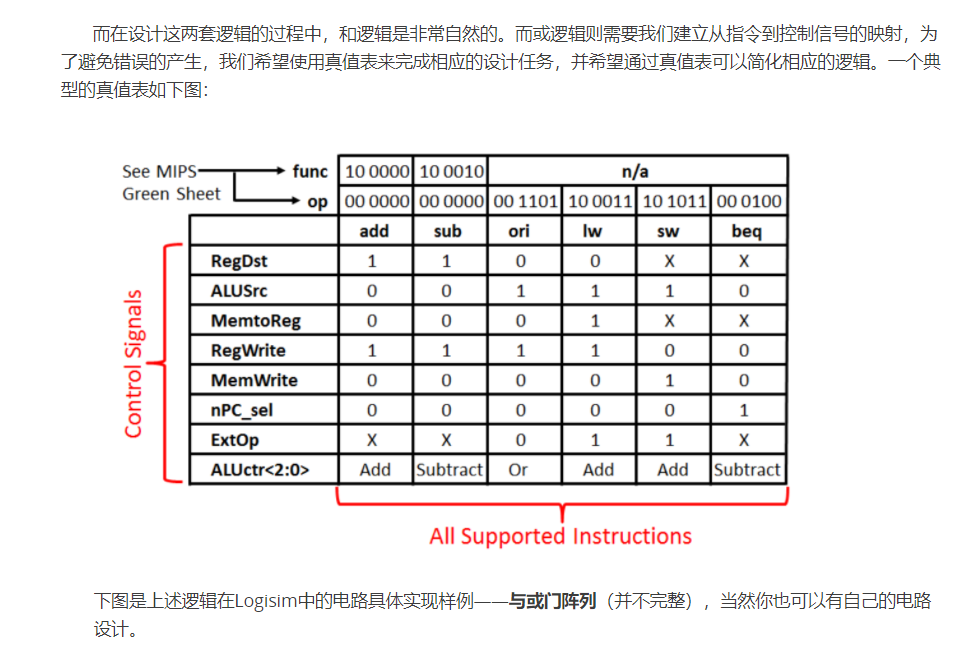 而在设计这两套逻辑的过程中，和逻辑是非常自然的。而或逻辑则需要我们建立从指令到控制信号的映射，为
了避免错误的产生，我们希望使用真值表来完成相应的设计任务，并希望通过真值表可以简化相应的逻辑。一个典
型的真值表如下图：
See MIPS func 10 0000 10 0010 n/a
Green Sheet op 00 0000 00 0000 00 1101 10 0011 10 1011 00 0100
add sub ori lw sw beq
RegDst 1 1 0 0 X X
ALUSrc 0 0 1 1 1 0
MemtoReg 0 0 0 1 X X
RegWrite 1 1 1 1 0 0
MemWrite 0 0 0 0 1 0
nPC_sel 0 0 0 0 0 1
ExtOp X X 0 1 1 X
ALUctr<2:0> Add Subtract Or Add Add Subtract
Control Signals
All Supported Instructions
下图是上述逻辑在Logisim中的电路具体实现样例——与或门阵列（并不完整），当然你也可以有自己的电路
设计。